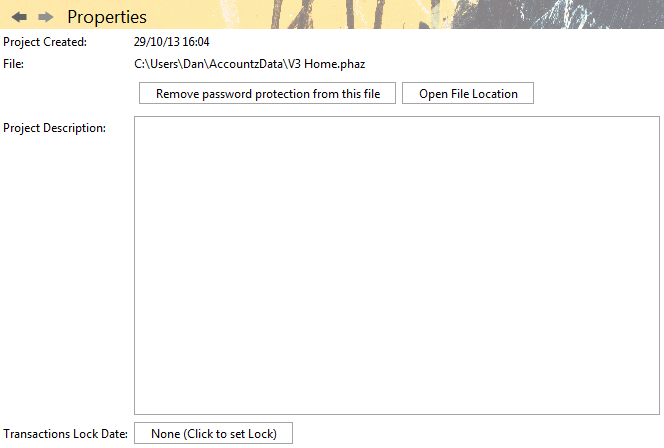 Properties
Project Created: 29/10/13 16:04
File: C:\Users\Dan\AccountzData\V3 Home.phaz
Remove password protection from this file Open File Location
Project Description:
Transactions Lock Date: None (Click to set Lock)